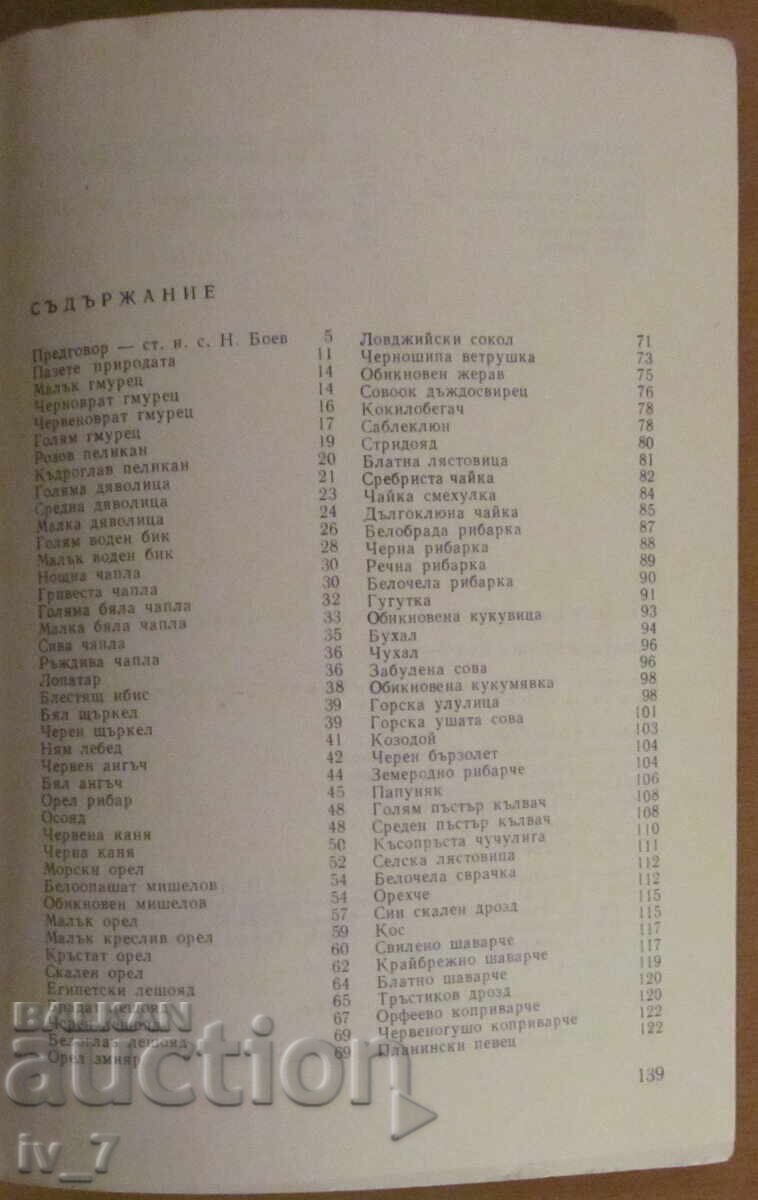 СЪДЪРЖАНИЕ
Предговор — ст. н. с. Н. Боев 5
Пазете природата 11
Малък гмурец 14
Черноврат гмурец 14
Червеноврат гмурец 16
Голям гмурец 17
Розов пеликан 19
Къдроглав пеликан 20
Голяма дяволица 21
Средна дяволица 23
Малка дяволица 24
Голям воден бик 26
Малък воден бик 28
Нощна чапла 30
Гривеста чапла 30
Голяма бяла чапла 32
Малка бяла чапла 33
Сива чапла 35
Ръждива чапла 36
Лопатар 36
Блестящ ибис 38
Бял щъркел 39
Черен щъркел 39
Ням лебед 41
Червен ангъч 42
Бял ангъч 44
Орел рибар 45
Осояд 48
Червена каня 48
Черна каня 50
Морски орел 52
Белоопашат мишелов 54
Обикновен мишелов 54
Малък орел 57
Малък креслив орел 59
Кръстат орел 60
Скален орел 62
Египетски лешояд 64
Брадат лешояд 65
67
Белоглав лешояд 69
Орел змияр 69
Ловджийски сокол 71
Черношипа ветрушка 73
Обикновен жерав 75
Совоок дъждосвирец 76
Кокилобегач 78
Саблеклюн 78
Стридояд 80
Блатна лястовица 81
Сребриста чайка 82
Чайка смехулка 84
Дългоклюна чайка 85
Белобрада рибарка 87
Черна рибарка 88
Речна рибарка 89
Белочела рибарка 90
Гугутка 91
Обикновена кукувица 93
Бухал 94
Чухал 96
Забулена сова 96
Обикновена кукумявка 98
Горска улулица 98
Горска ушата сова 101
Козодой 103
Черен бързолет 104
Земеродно рибарче 104
Папуняк 106
Голям пъстър кълвач 108
Среден пъстър кълвач 108
Късопръста чучулига 110
Селска лястовица 111
Белочела сврачка 112
Орехче 112
Син скален дрозд 115
Кос 115
Свилено шаварче 117
Крайбрежно шаварче 117
Блатно шаварче 119
Тръстиков дрозд 120
Орфеево коприварче 120
Червеногушо коприварче 122
Планински певец 122
139
BALKAN
auction
iv_7